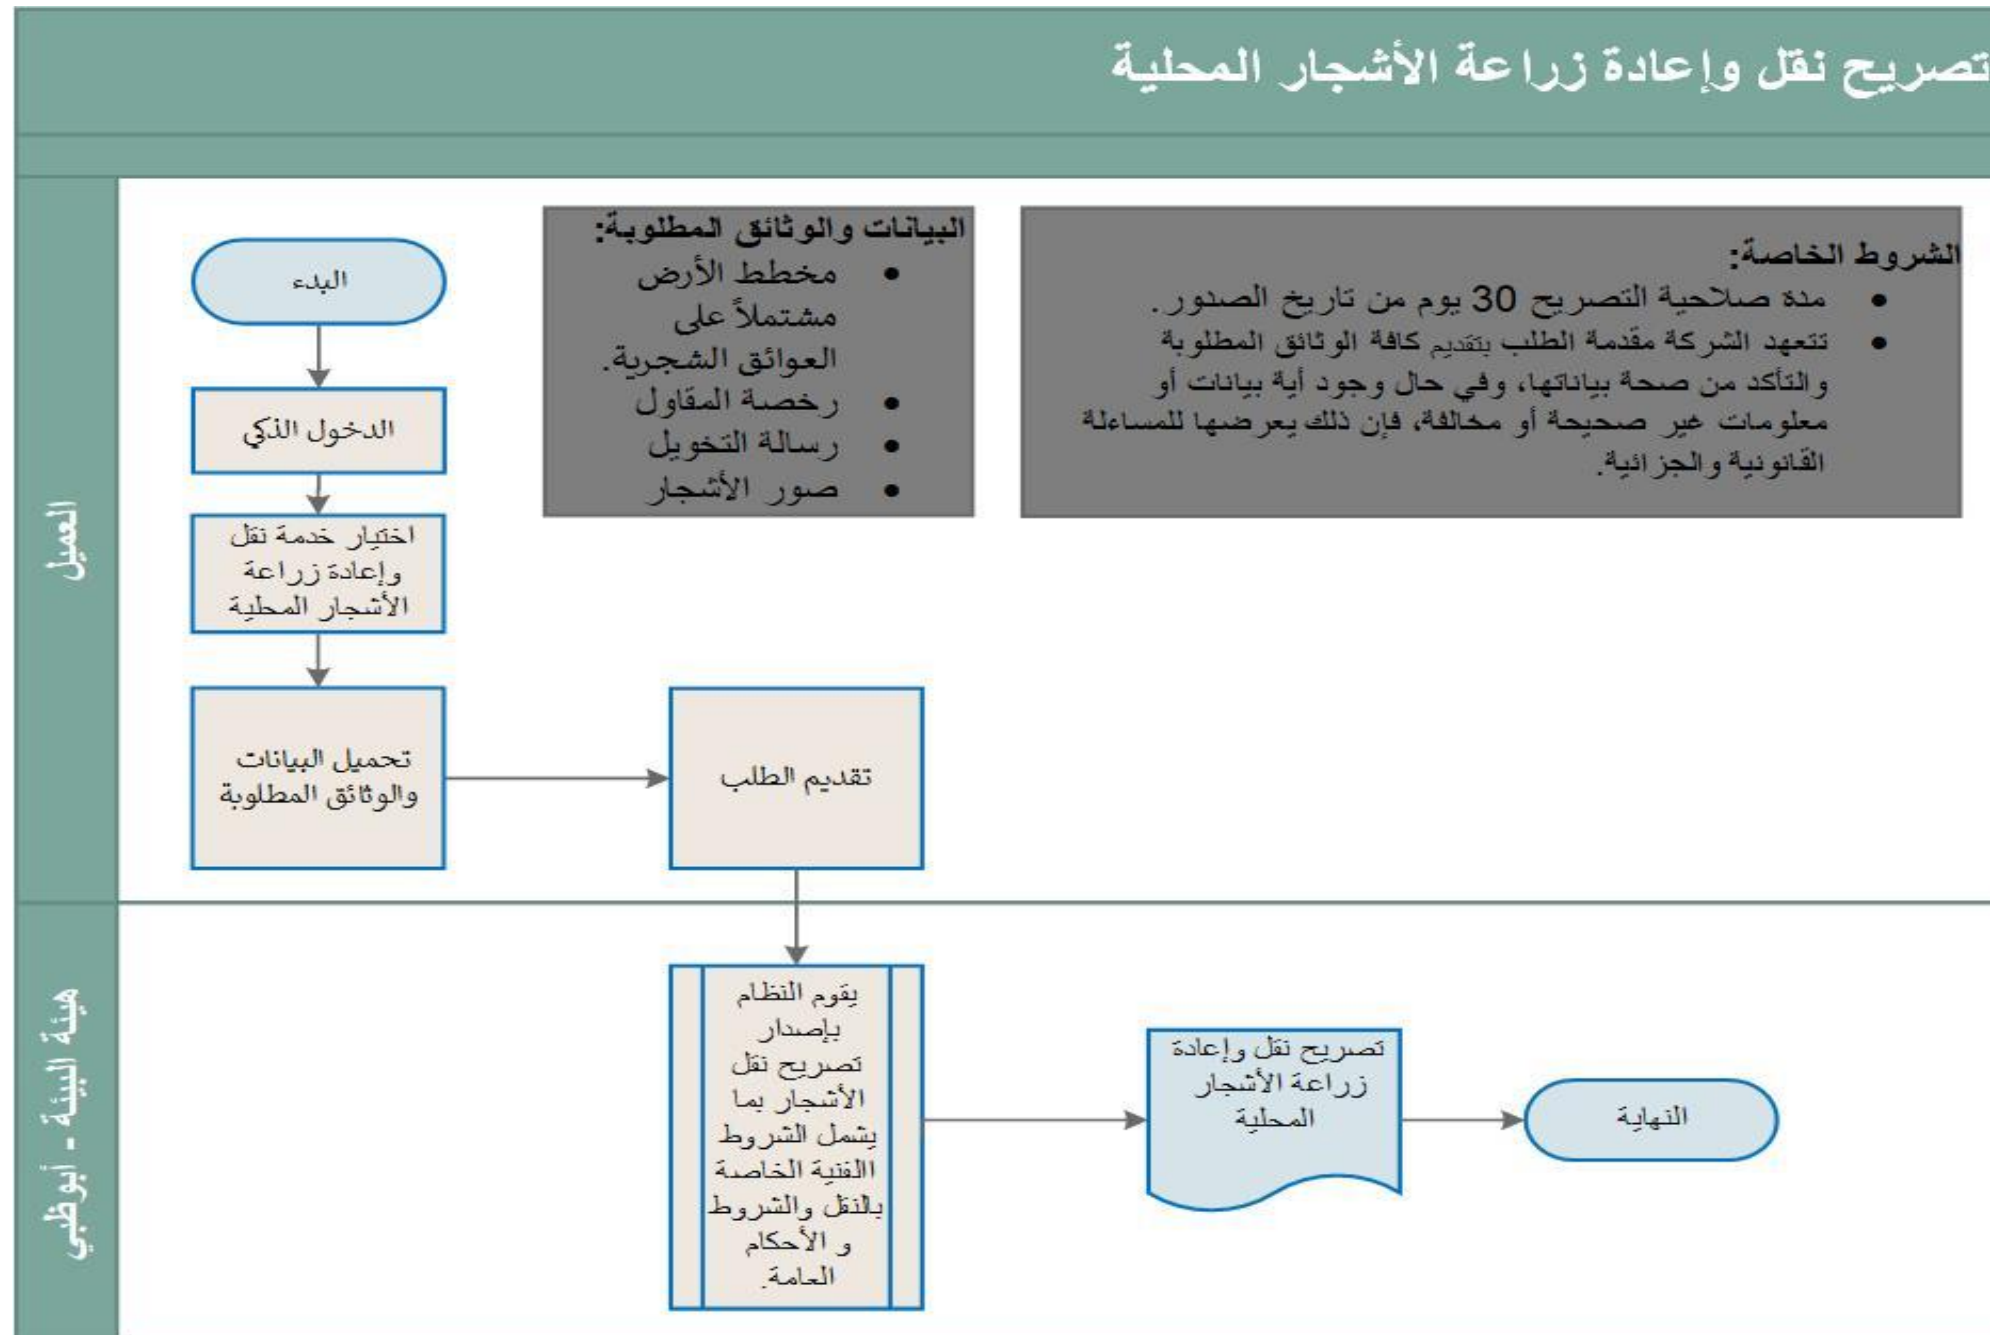 تصريح نقل وإعادة زراعة الأشجار المحلية
الشروط الخاصة:
• مدة صلاحية التصريح 30 يوم من تاريخ الصدور.
• تتعهد الشركة مقدمة الطلب بتقديم كافة الوثائق المطلوبة
والتأكد من صحة بياناتها، وفي حال وجود أية بيانات أو
معلومات غير صحيحة أو مخالفة، فإن ذلك يعرضها للمساءلة
القانونية والجزائية.
البيانات والوثائق المطلوبة:
• مخطط الأرض
مشتملاً على
العوائق الشجرية.
• رخصة المقاول
• رسالة التخويل
• صور الأشجار
العميل
البدء
الدخول الذكي
اختيار خدمة نقل
وإعادة زراعة
الأشجار المحلية
تحميل البيانات
والوثائق المطلوبة
تقديم الطلب
هيئة البيئة - أبوظبي
يقوم النظام
بإصدار
تصريح نقل
الأشجار بما
يشمل الشروط
االفنية الخاصة
بالنقل والشروط
و الأحكام
العامة.
تصريح نقل وإعادة
زراعة الأشجار
المحلية
النهاية